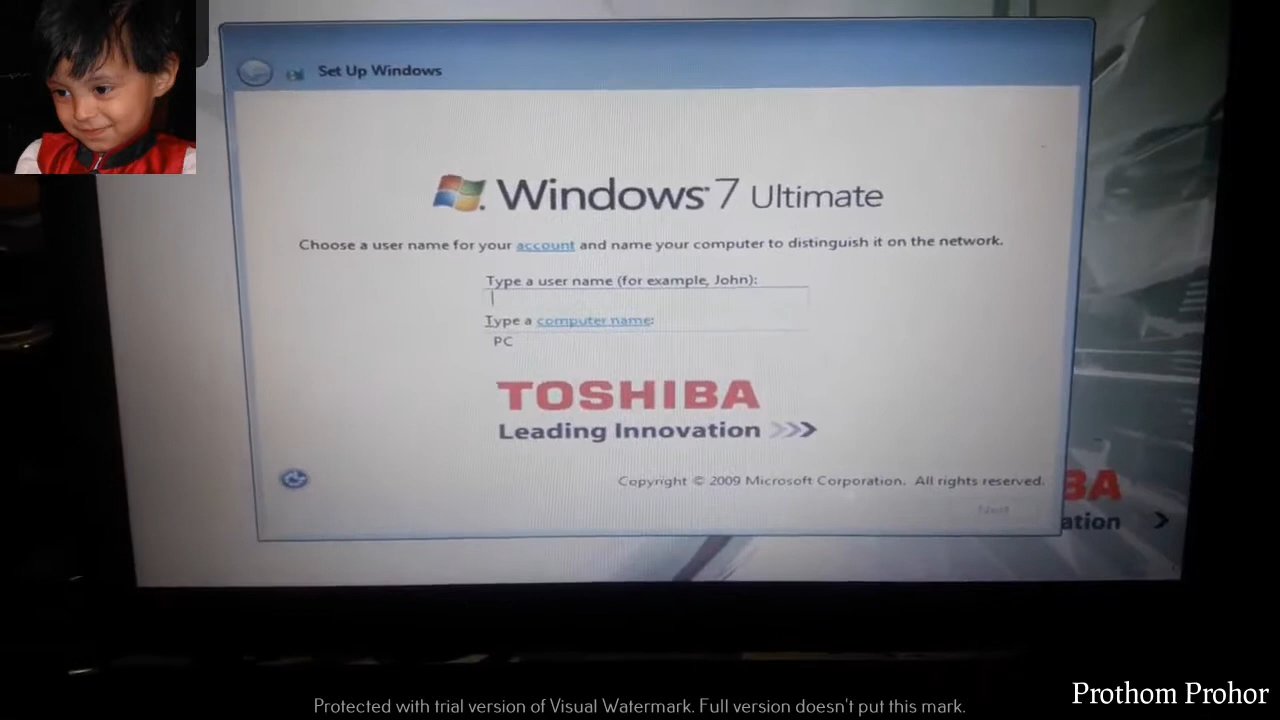 Set Up Windows
Windows 7 Ultimate
Choose a user name for your account and name your computer to distinguish it on the network.
Type a user name (for example, John):
Type a computer name:
PC
TOSHIBA
Leading Innovation >>>
Copyright © 2009 Microsoft Corporation. All rights reserved.
Next
BA
ation >
Prothom Prohor
Protected with trial version of Visual Watermark. Full version doesn't put this mark.